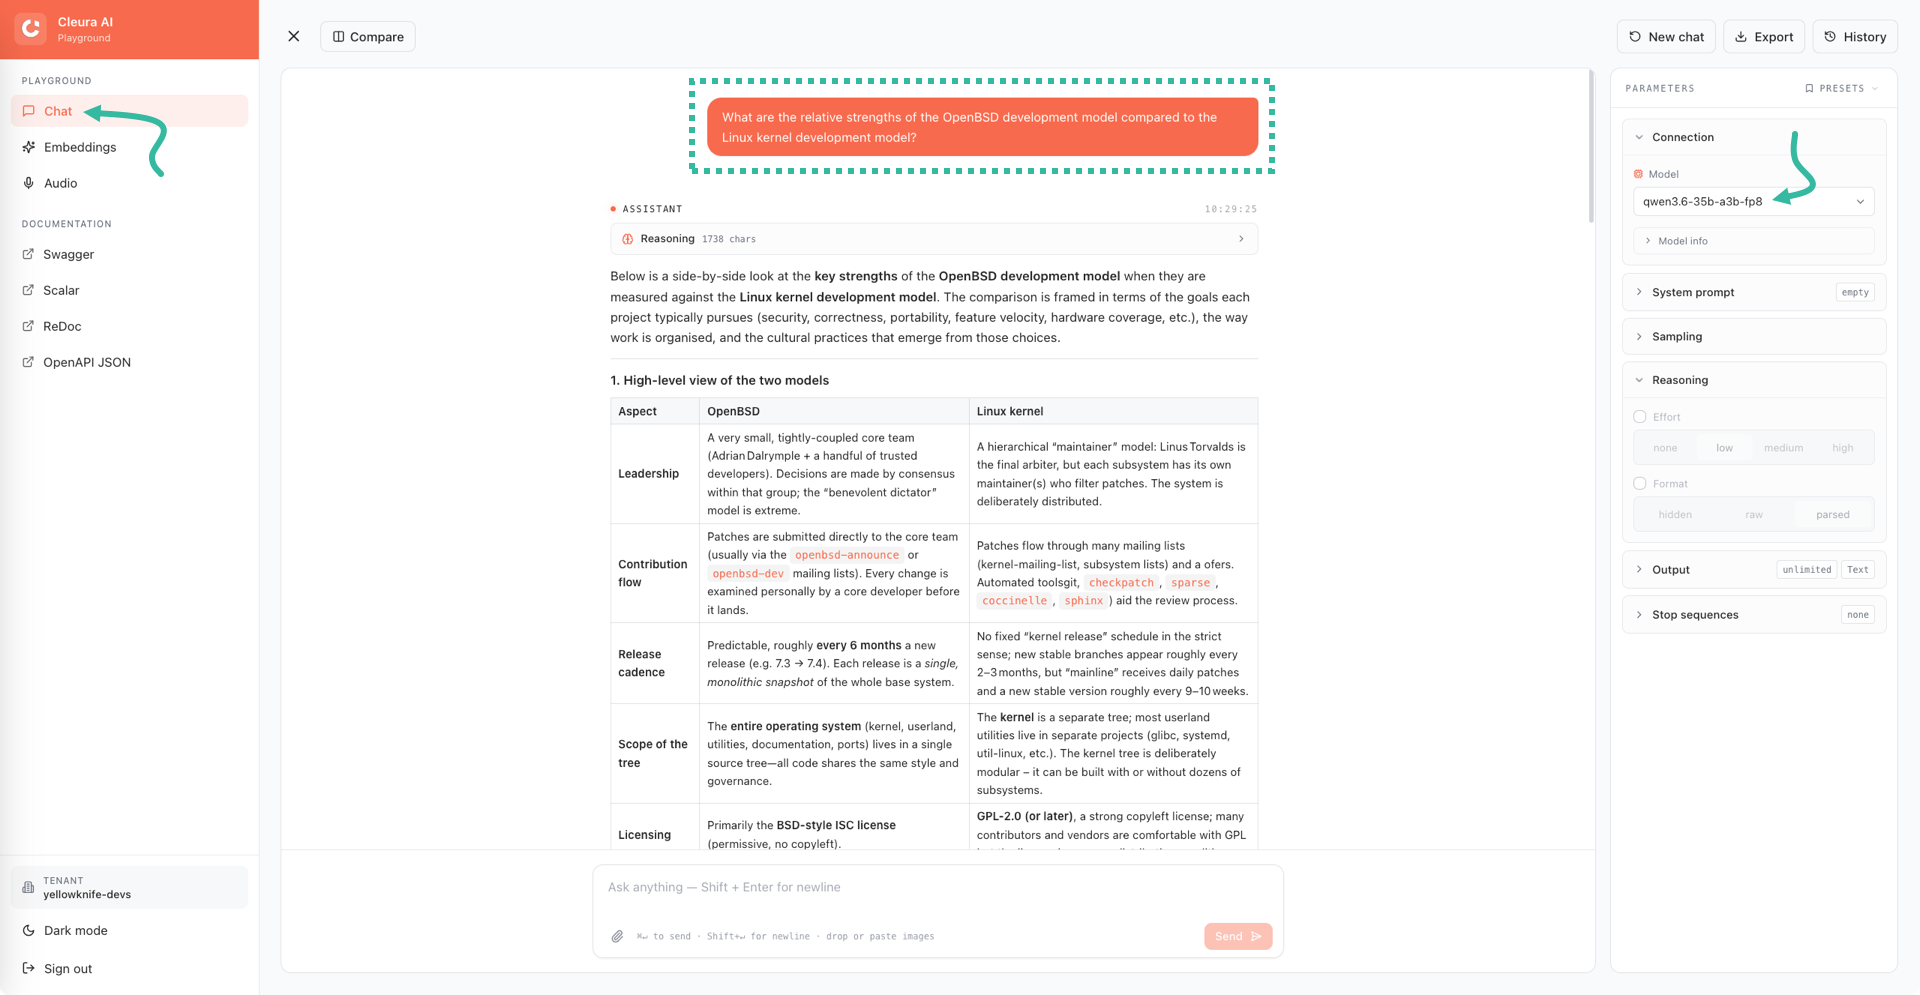 Cleura AI
Playground
PLAYGROUND
Chat
Embeddings
Audio
DOCUMENTATION
Swagger
Scalar
ReDoc
OpenAPI JSON
TENANT
yellowknife-devs
Dark mode
Sign out
Compare
New chat
Export
History
What are the relative strengths of the OpenBSD development model compared to the
Linux kernel development model?
ASSISTANT
10:29:25
Reasoning 1738 chars
Below is a side-by-side look at the key strengths of the OpenBSD development model when they are
measured against the Linux kernel development model. The comparison is framed in terms of the goals each
project typically pursues (security, correctness, portability, feature velocity, hardware coverage, etc.), the way
work is organised, and the cultural practices that emerge from those choices.
1. High-level view of the two models
Aspect
OpenBSD
Linux kernel
Leadership
A very small, tightly-coupled core team
(Adrian Dalrymple + a handful of trusted
developers). Decisions are made by consensus
within that group; the “benevolent dictator”
model is extreme.
A hierarchical “maintainer” model: Linus Torvalds is
the final arbiter, but each subsystem has its own
maintainer(s) who filter patches. The system is
deliberately distributed.
Contribution
flow
Patches are submitted directly to the core team
(usually via the openbsd-announce or
openbsd-dev mailing lists). Every change is
examined personally by a core developer before
it lands.
Patches flow through many mailing lists
(kernel-mailing-list, subsystem lists) and a ofers.
Automated toolsgit, checkpatch, sparse,
coccinelle, sphinx) aid the review process.
Release
cadence
Predictable, roughly every 6 months a new
release (e.g. 7.3 → 7.4). Each release is a single,
monolithic snapshot of the whole base system.
No fixed “kernel release” schedule in the strict
sense; new stable branches appear roughly every
2–3 months, but “mainline” receives daily patches
and a new stable version roughly every 9–10 weeks.
Scope of the
tree
The entire operating system (kernel, userland,
utilities, documentation, ports) lives in a single
source tree—all code shares the same style and
governance.
The kernel is a separate tree; most userland
utilities live in separate projects (glibc, systemd,
util-linux, etc.). The kernel tree is deliberately
modular – it can be built with or without dozens of
subsystems.
Licensing
Primarily the BSD-style ISC license
(permissive, no copyleft).
GPL-2.0 (or later), a strong copyleft license; many
contributors and vendors are comfortable with GPL
Ask anything — Shift + Enter for newline
⌘↵ to send · Shift+↵ for newline · drop or paste images
Send
PARAMETERS
PRESETS
Connection
Model
qwen3.6-35b-a3b-fp8
Model info
System prompt
empty
Sampling
Reasoning
Effort
none low medium high
Format
hidden raw parsed
Output
unlimited Text
Stop sequences
none